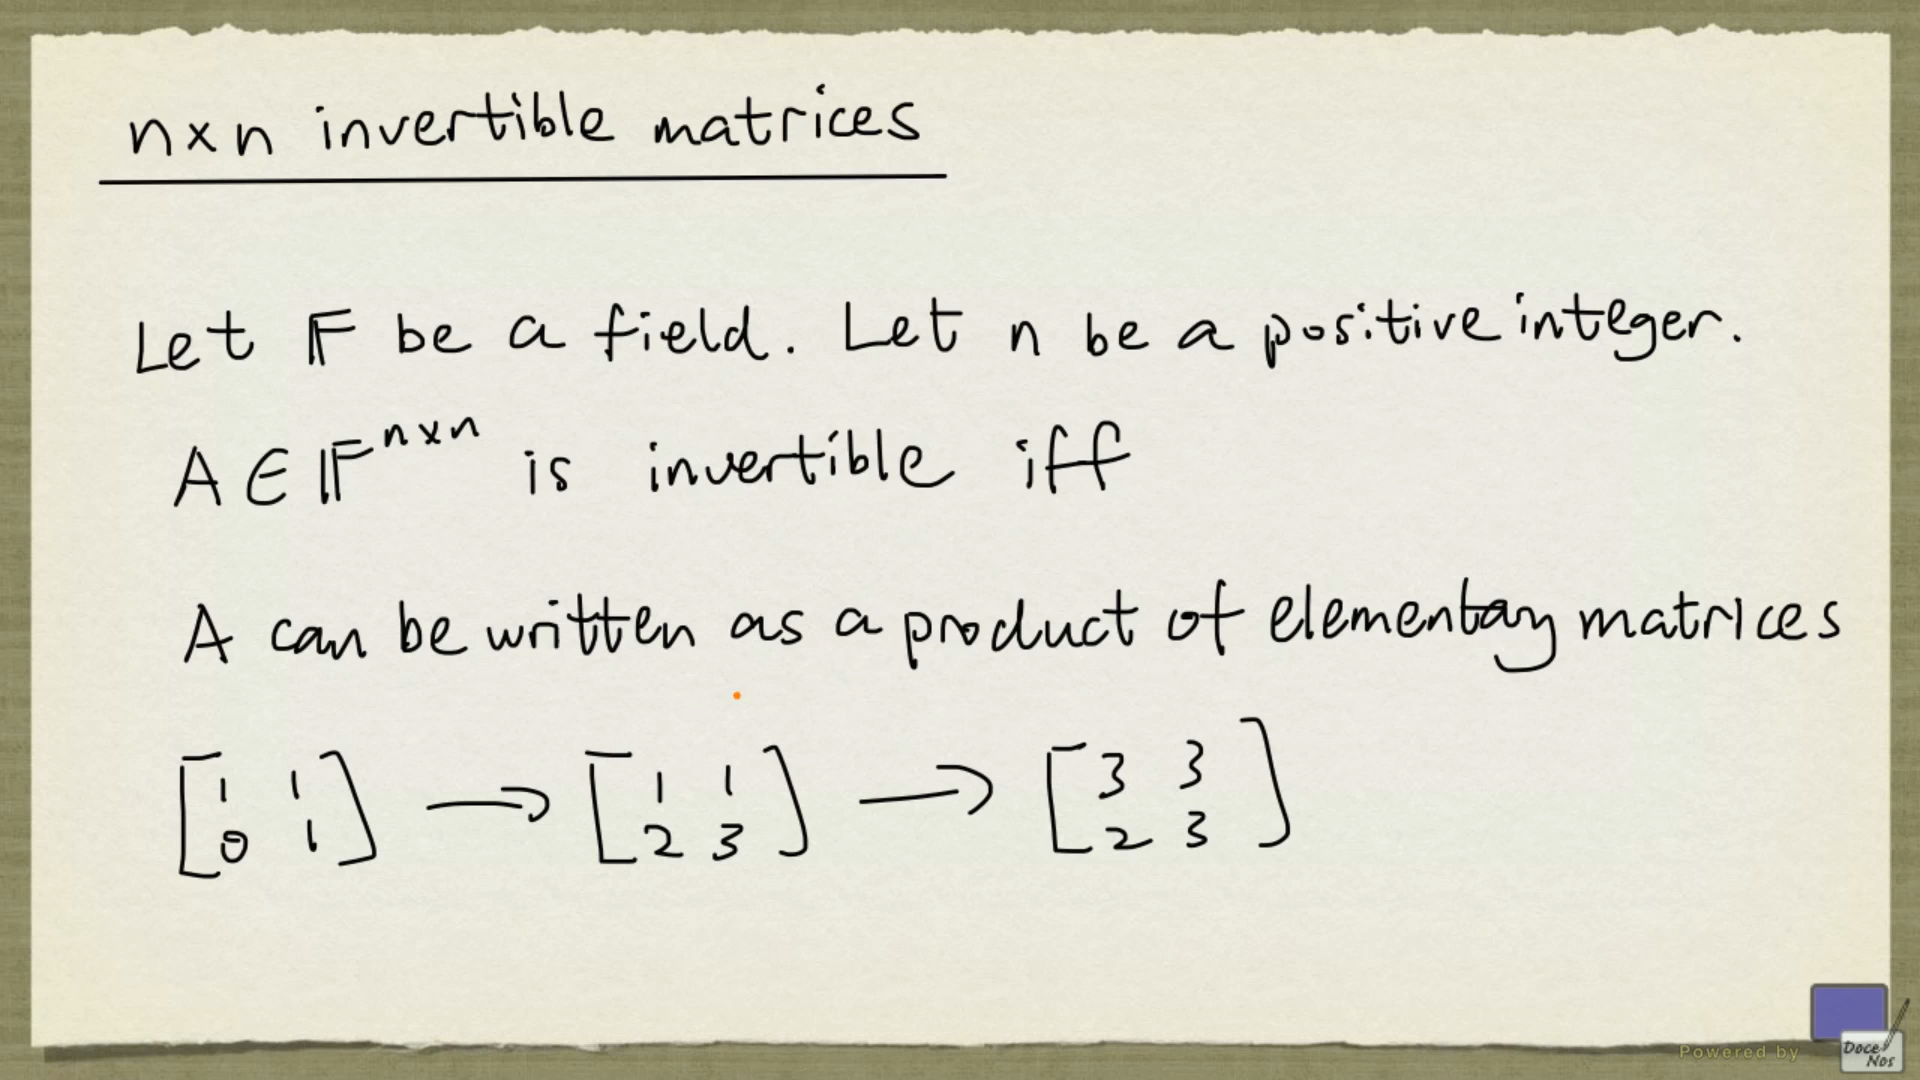 n×n invertible matrices
Let 𝔽 be a field. Let n be a positive integer.
A ∈ 𝔽^{n×n} is invertible iff
A can be written as a product of elementay matrices
[1 1; 0 1] → [1 1; 2 3] → [3 3; 2 3]
Powered by
Doce Nos